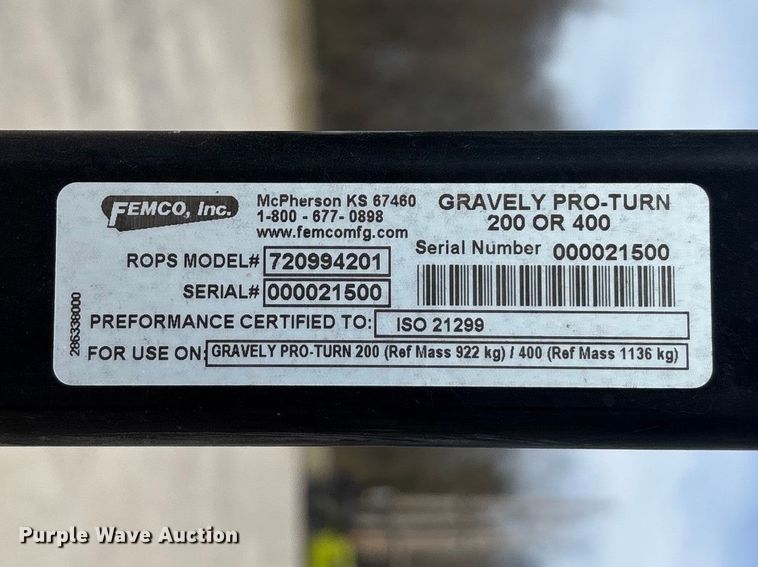 FEMCO, Inc.
McPherson KS 67460
1-800 - 677- 0898
www.femcomfg.com
GRAVELY PRO-TURN
200 OR 400
Serial Number 000021500
ROPS MODEL# 720994201
SERIAL# 000021500
PREFORMANCE CERTIFIED TO: ISO 21299
FOR USE ON: GRAVELY PRO-TURN 200 (Ref Mass 922 kg) / 400 (Ref Mass 1136 kg)
286338000
Purple Wave Auction